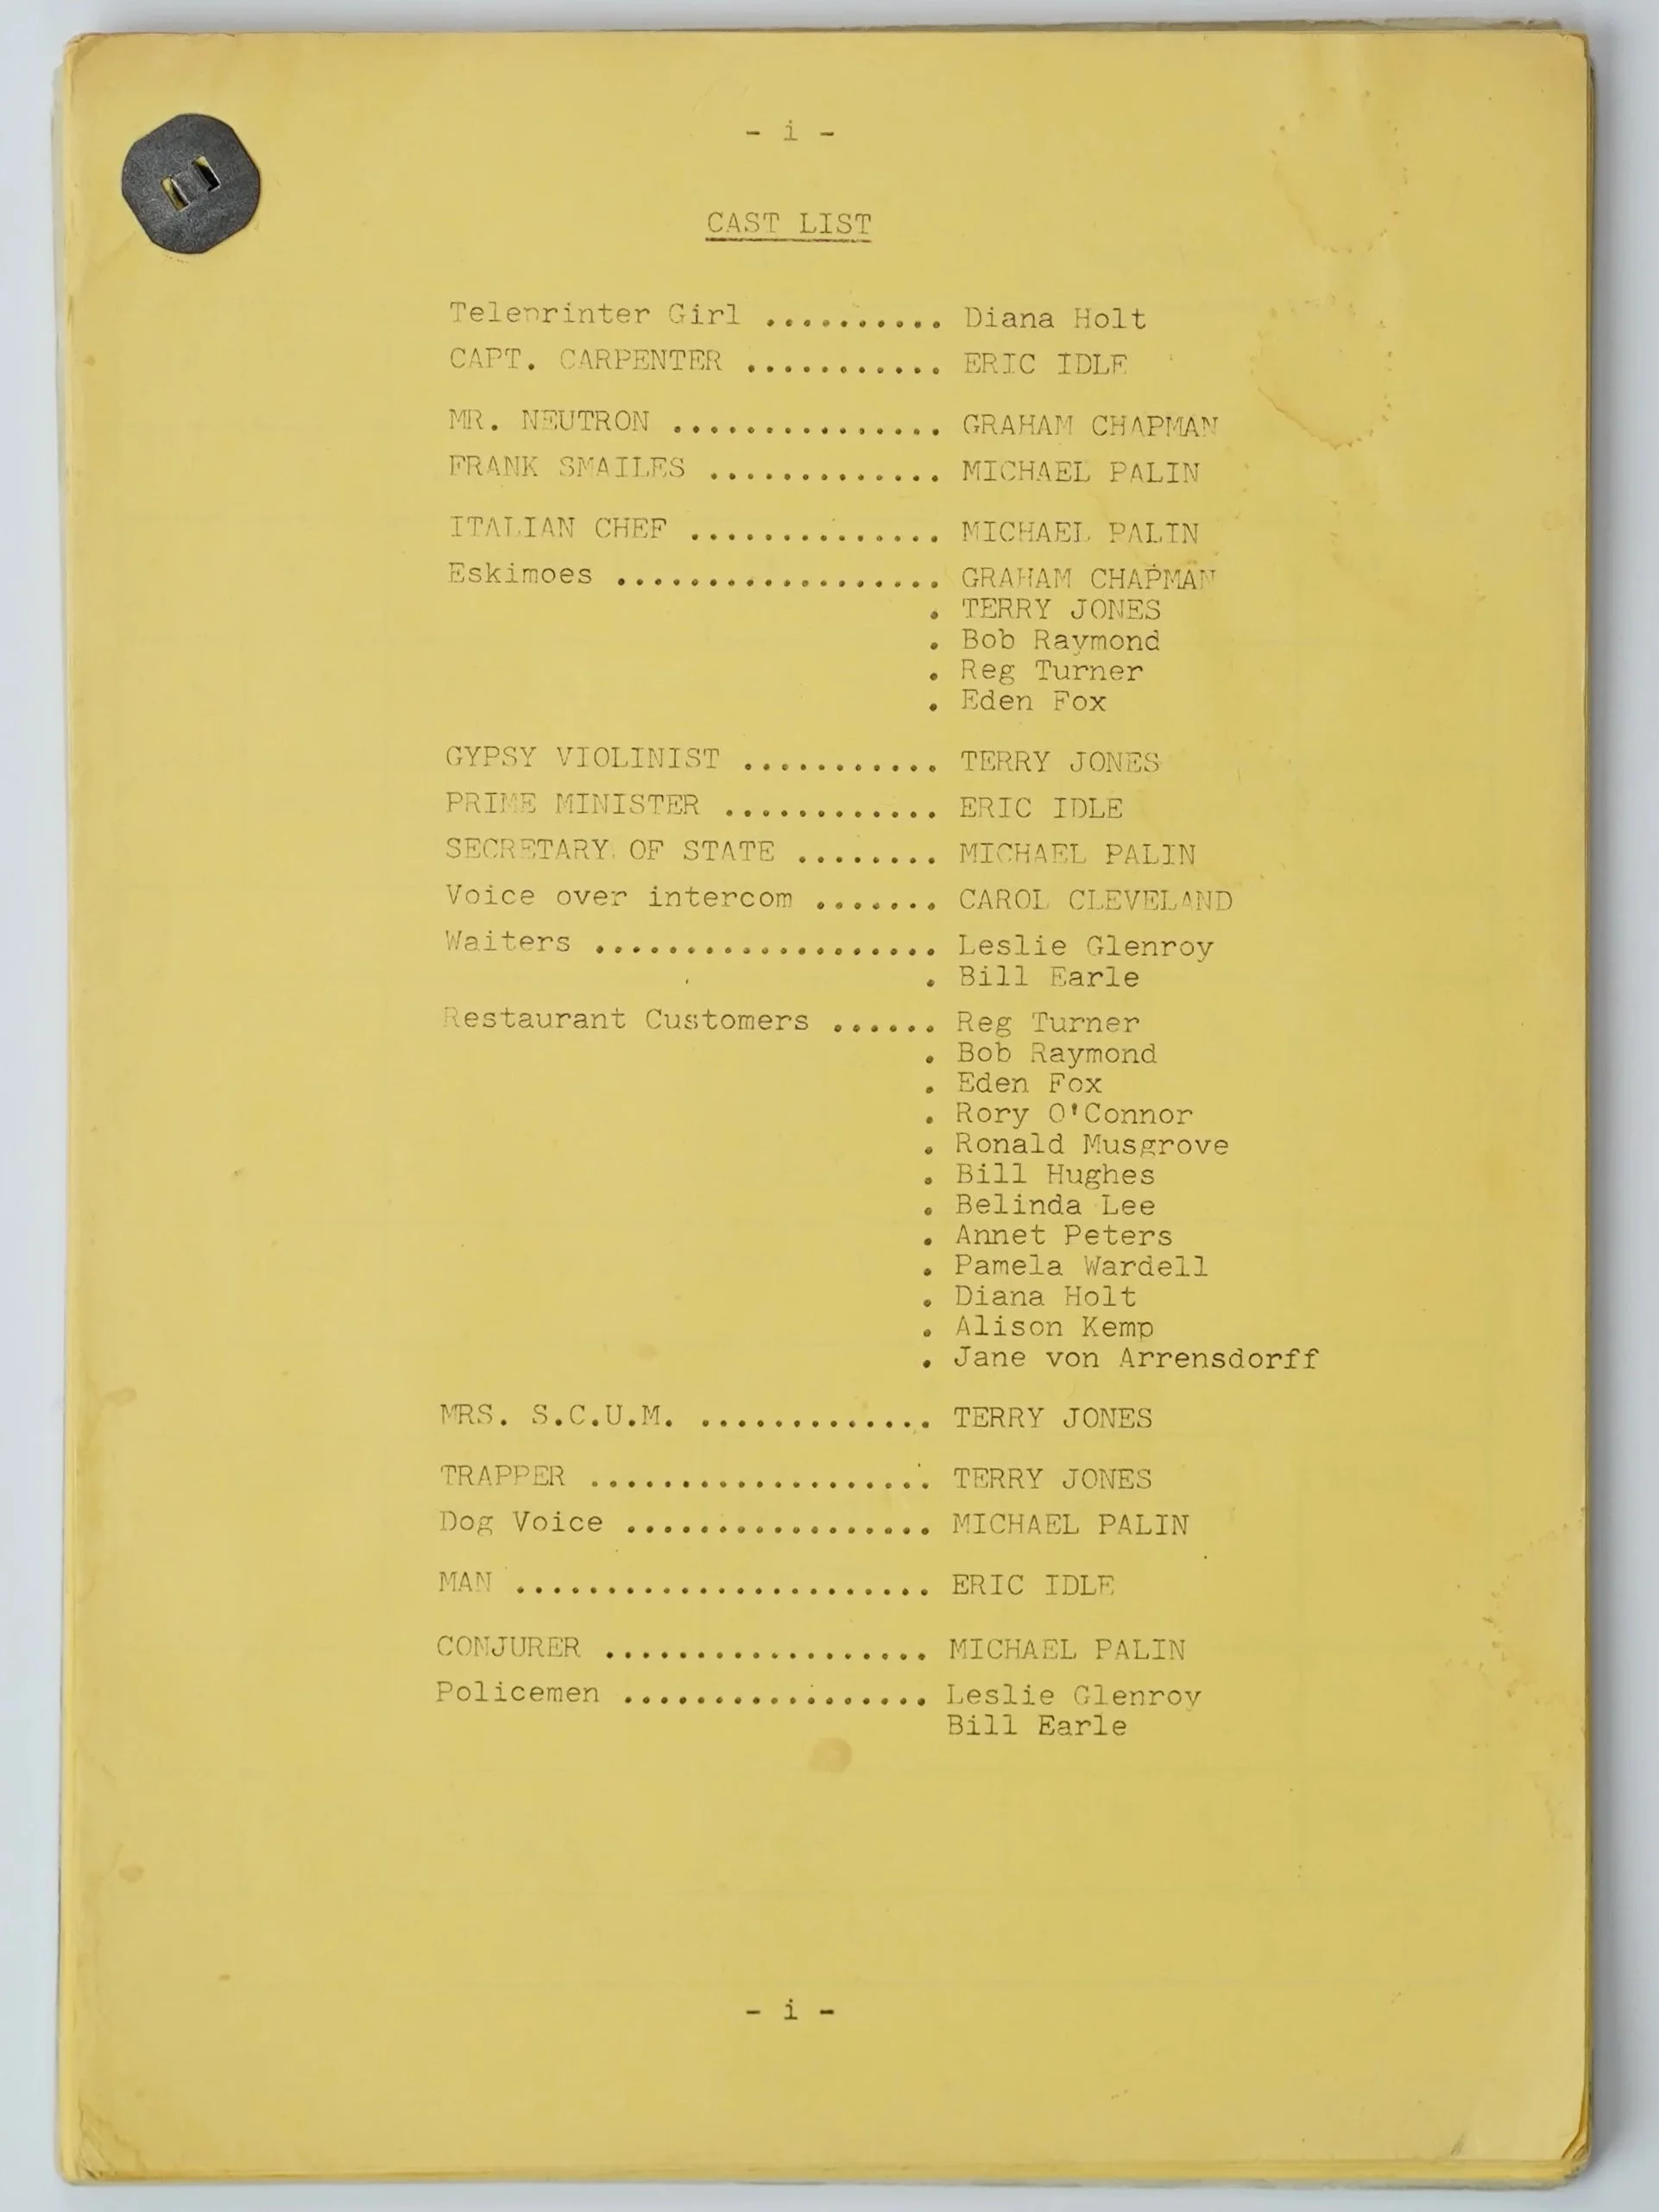 - i -
CAST LIST
Teleprinter Girl .......... Diana Holt
CAPT. CARPENTER ........... ERIC IDLE
MR. NEUTRON ............... GRAHAM CHAPMAN
FRANK SMAILES ............. MICHAEL PALIN
ITALIAN CHEF .............. MICHAEL PALIN
Eskimoes .................. GRAHAM CHAPMAN
. TERRY JONES
. Bob Raymond
. Reg Turner
. Eden Fox
GYPSY VIOLINIST ........... TERRY JONES
PRIME MINISTER ............ ERIC IDLE
SECRETARY OF STATE ........ MICHAEL PALIN
Voice over intercom ....... CAROL CLEVELAND
Waiters ................... Leslie Glenroy
. Bill Earle
Restaurant Customers ...... Reg Turner
. Bob Raymond
. Eden Fox
. Rory O'Connor
. Ronald Musgrove
. Bill Hughes
. Belinda Lee
. Annet Peters
. Pamela Wardell
. Diana Holt
. Alison Kemp
. Jane von Arrensdorff
MRS. S.C.U.M. ............. TERRY JONES
TRAPPER ................... TERRY JONES
Dog Voice ................. MICHAEL PALIN
MAN ....................... ERIC IDLE
CONJURER .................. MICHAEL PALIN
Policemen ................. Leslie Glenroy
Bill Earle
- i -